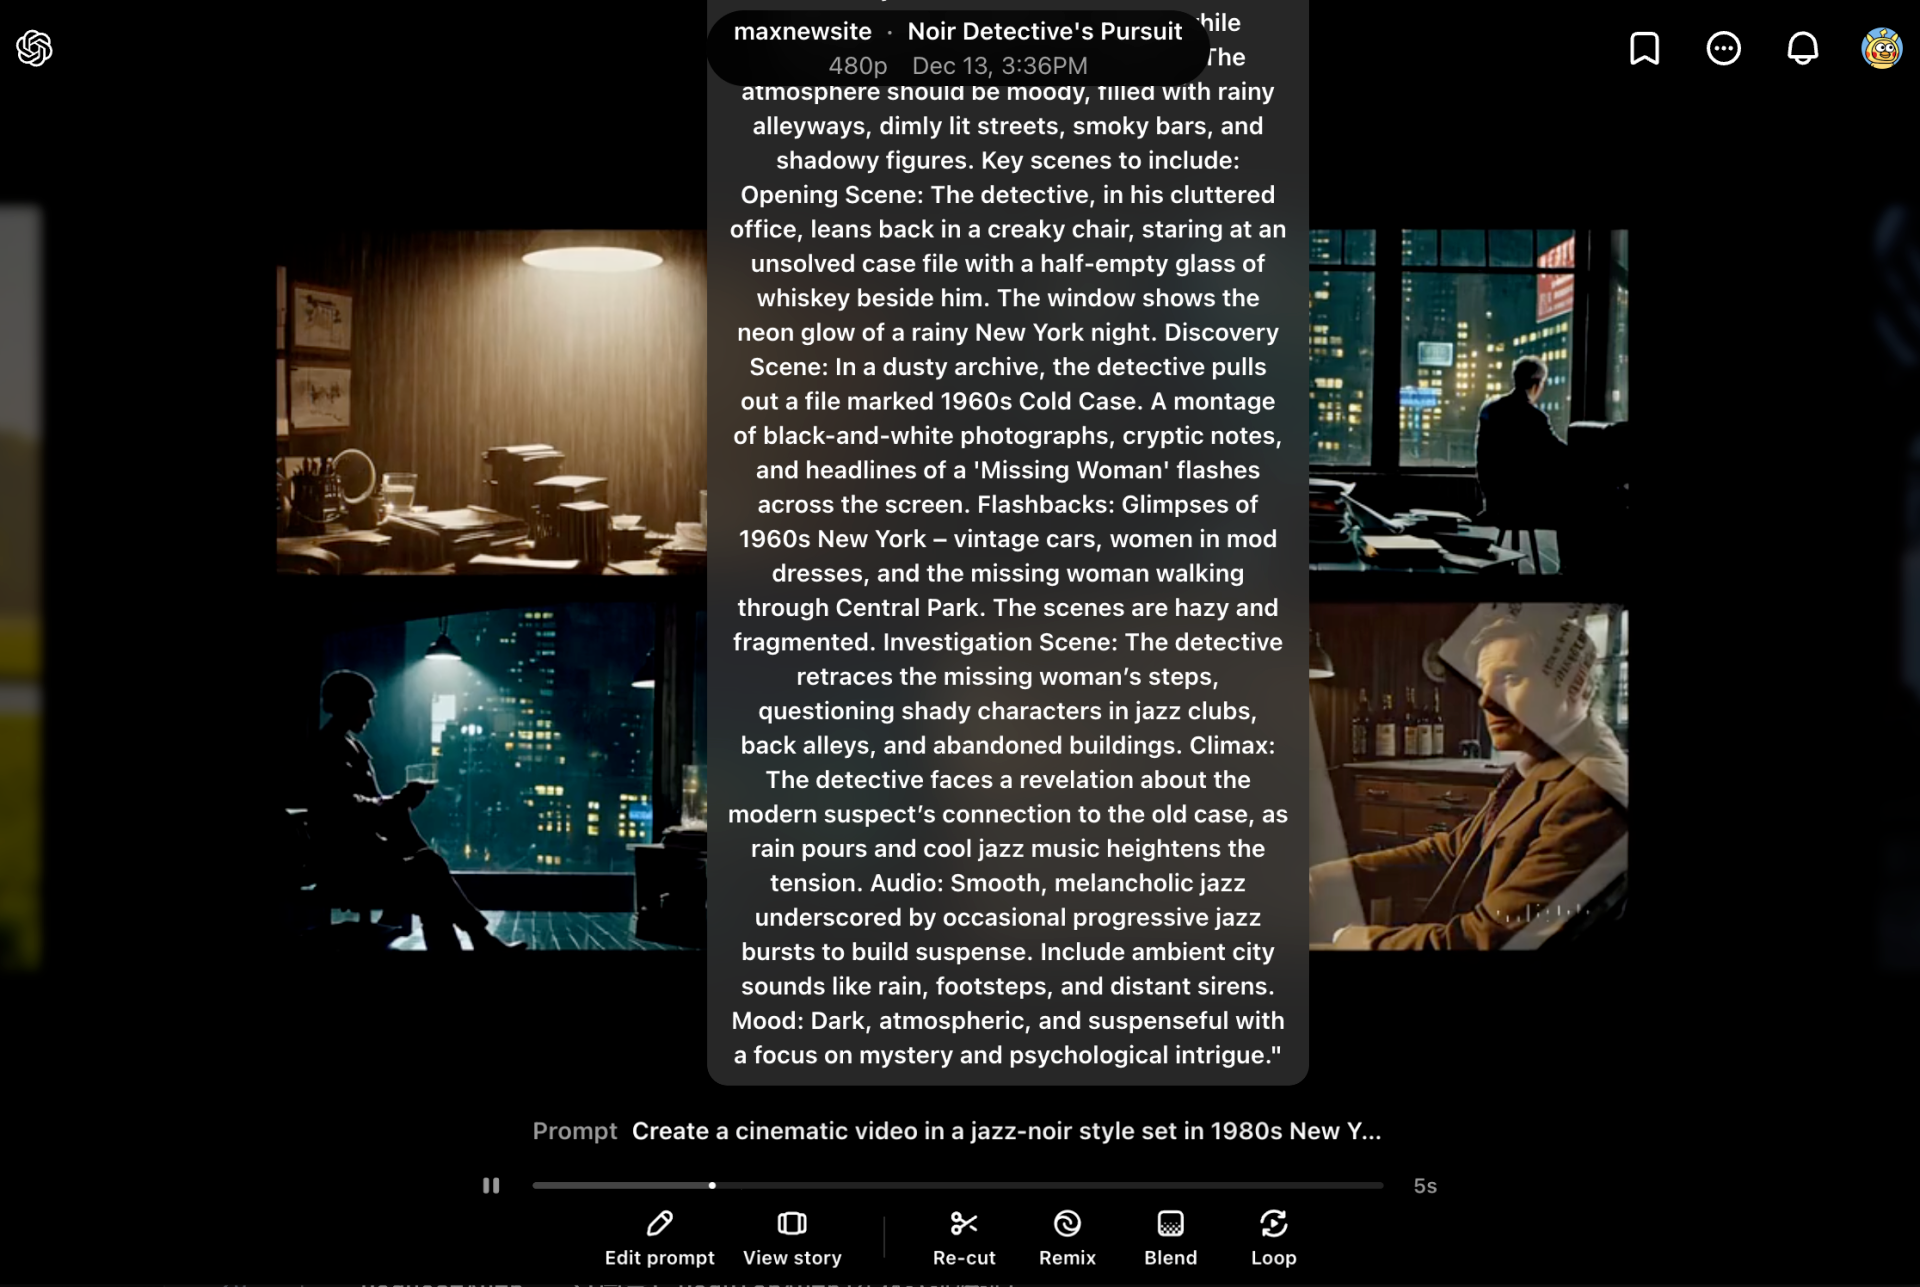 maxnewsite · Noir Detective's Pursuit
480p Dec 13, 3:36PM
The
atmosphere should be moody, filled with rainy
alleyways, dimly lit streets, smoky bars, and
shadowy figures. Key scenes to include:
Opening Scene: The detective, in his cluttered
office, leans back in a creaky chair, staring at an
unsolved case file with a half-empty glass of
whiskey beside him. The window shows the
neon glow of a rainy New York night. Discovery
Scene: In a dusty archive, the detective pulls
out a file marked 1960s Cold Case. A montage
of black-and-white photographs, cryptic notes,
and headlines of a 'Missing Woman' flashes
across the screen. Flashbacks: Glimpses of
1960s New York – vintage cars, women in mod
dresses, and the missing woman walking
through Central Park. The scenes are hazy and
fragmented. Investigation Scene: The detective
retraces the missing woman’s steps,
questioning shady characters in jazz clubs,
back alleys, and abandoned buildings. Climax:
The detective faces a revelation about the
modern suspect’s connection to the old case, as
rain pours and cool jazz music heightens the
tension. Audio: Smooth, melancholic jazz
underscored by occasional progressive jazz
bursts to build suspense. Include ambient city
sounds like rain, footsteps, and distant sirens.
Mood: Dark, atmospheric, and suspenseful with
a focus on mystery and psychological intrigue."
Prompt Create a cinematic video in a jazz-noir style set in 1980s New Y...
5s
Edit prompt View story Re-cut Remix Blend Loop